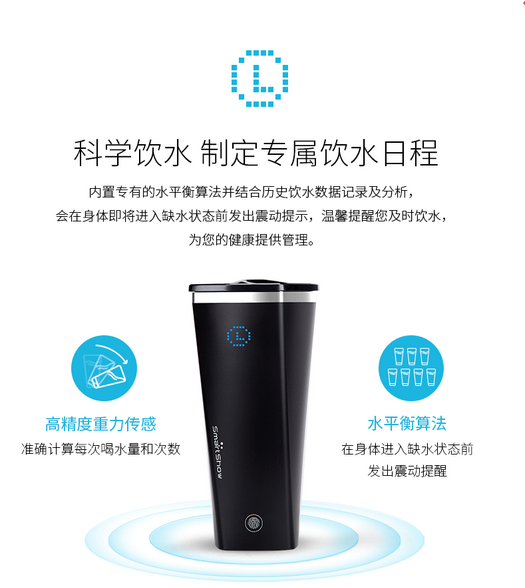 科学饮水 制定专属饮水日程
内置专有的水平衡算法并结合历史饮水数据记录及分析，
会在身体即将进入缺水状态前发出震动提示，温馨提醒您及时饮水，
为您的健康提供管理。
高精度重力传感
准确计算每次喝水量和次数
水平衡算法
在身体进入缺水状态前
发出震动提醒
SmartShow